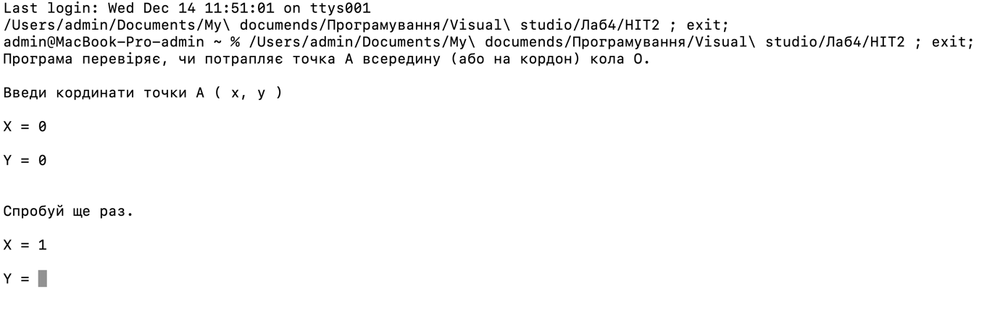 Last login: Wed Dec 14 11:51:01 on ttys001
/Users/admin/Documents/My\ documends/Програмування/Visual\ studio/Лаб4/HIT2 ; exit;
admin@MacBook-Pro-admin ~ % /Users/admin/Documents/My\ documends/Програмування/Visual\ studio/Лаб4/HIT2 ; exit;
Програма перевіряє, чи потрапляє точка А всередину (або на кордон) кола О.
Введи кординати точки А ( x, y )
X = 0
Y = 0
Спробуй ще раз.
X = 1
Y =